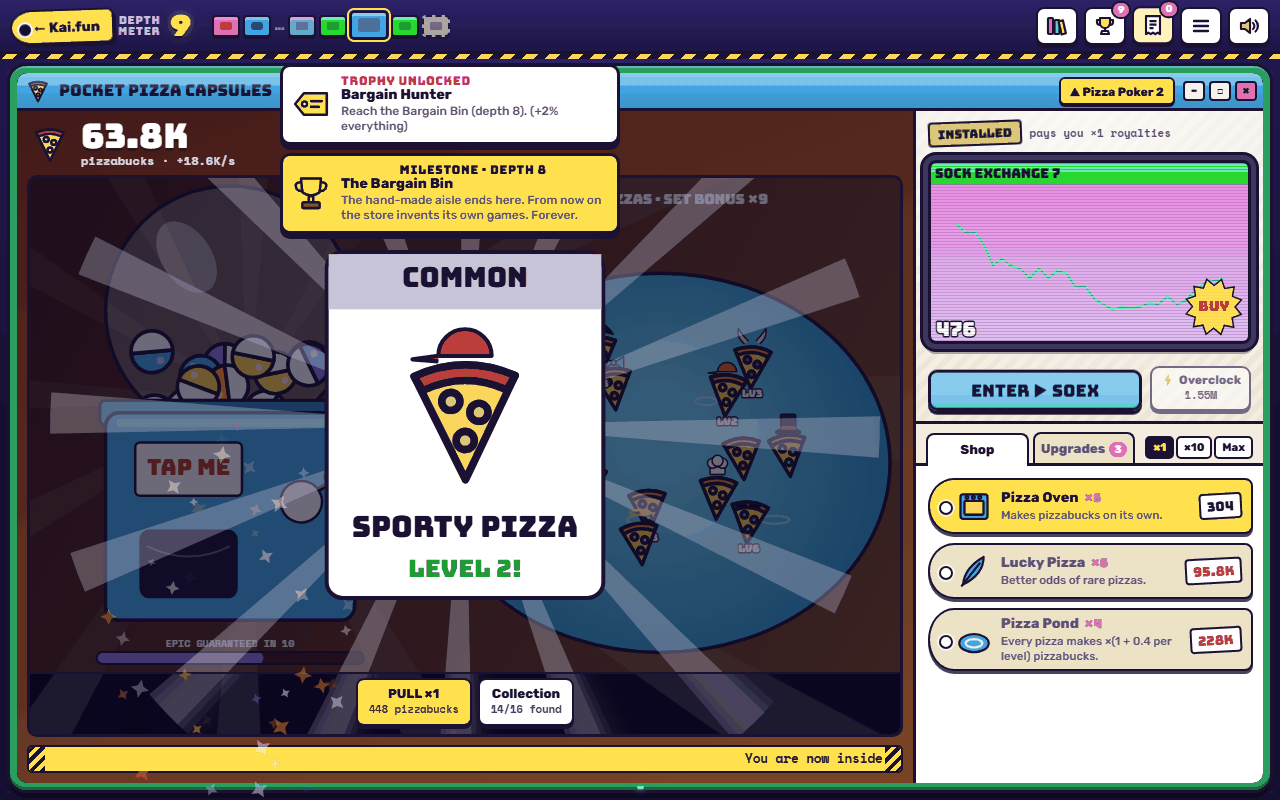 ← Kai.fun
DEPTH
METER
9
...
9
0
POCKET PIZZA CAPSULES
▲ Pizza Poker 2
TROPHY UNLOCKED
Bargain Hunter
Reach the Bargain Bin (depth 8). (+2%
everything)
63.8K
pizzabucks · +18.6K/s
MILESTONE · DEPTH 8
The Bargain Bin
The hand-made aisle ends here. From now on
the store invents its own games. Forever.
SET BONUS ×9
INSTALLED
pays you ×1 royalties
SOCK EXCHANGE 7
BUY
476
ENTER ▶ SOEX
Overclock
1.55M
COMMON
SPORTY PIZZA
LEVEL 2!
TAP ME
LV3
LV2
LV6
EPIC GUARANTEED IN 10
PULL ×1
448 pizzabucks
Collection
14/16 found
You are now inside
Shop
Upgrades 3
×1
×10
Max
Pizza Oven ×5
Makes pizzabucks on its own.
304
Lucky Pizza ×6
Better odds of rare pizzas.
95.8K
Pizza Pond ×4
Every pizza makes ×(1 + 0.4 per
level) pizzabucks.
228K